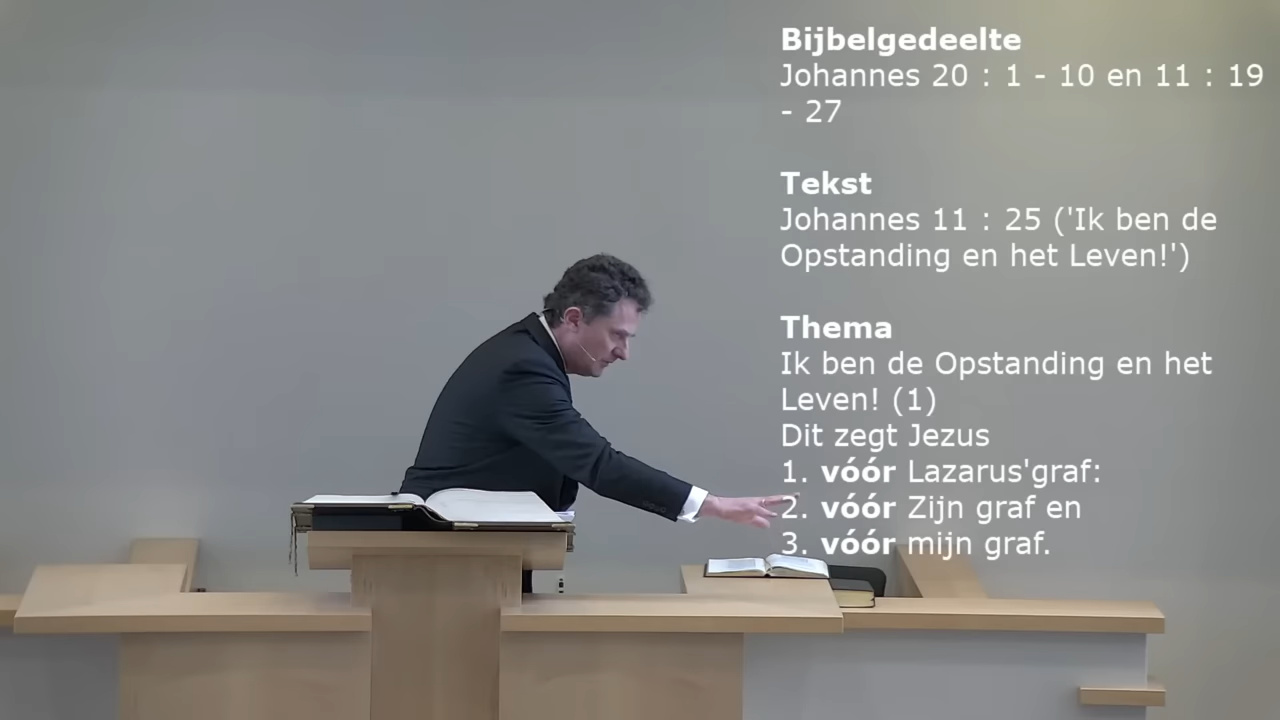 Bijbelgedeelte
Johannes 20 : 1 - 10 en 11 : 19
- 27
Tekst
Johannes 11 : 25 ('Ik ben de
Opstanding en het Leven!')
Thema
Ik ben de Opstanding en het
Leven! (1)
Dit zegt Jezus
1. vóór Lazarus'graf:
2. vóór Zijn graf en
3. vóór mijn graf.